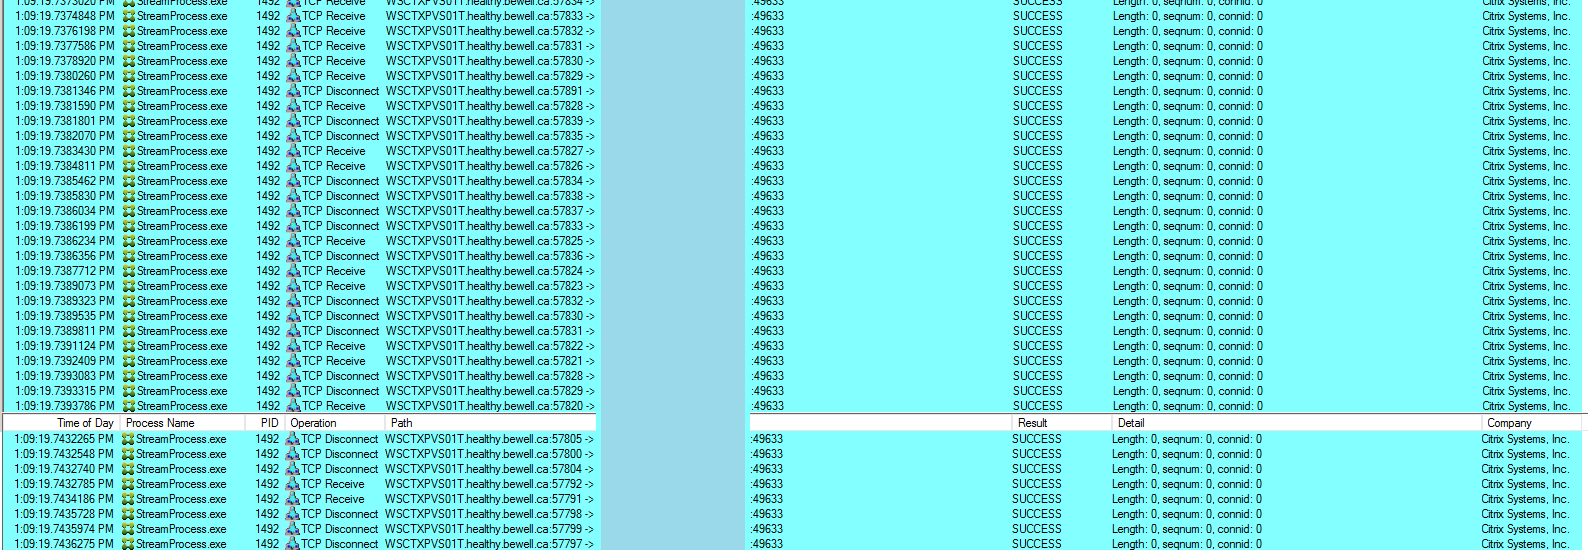 1:09:19.7373020 PM StreamProcess.exe 1492 TCP Receive WSCTXPVS01T.healthy.bewell.ca:57834 -> :49633 SUCCESS Length: 0, seqnum: 0, connid: 0 Citrix Systems, Inc.
1:09:19.7374848 PM StreamProcess.exe 1492 TCP Receive WSCTXPVS01T.healthy.bewell.ca:57833 -> :49633 SUCCESS Length: 0, seqnum: 0, connid: 0 Citrix Systems, Inc.
1:09:19.7376198 PM StreamProcess.exe 1492 TCP Receive WSCTXPVS01T.healthy.bewell.ca:57832 -> :49633 SUCCESS Length: 0, seqnum: 0, connid: 0 Citrix Systems, Inc.
1:09:19.7377586 PM StreamProcess.exe 1492 TCP Receive WSCTXPVS01T.healthy.bewell.ca:57831 -> :49633 SUCCESS Length: 0, seqnum: 0, connid: 0 Citrix Systems, Inc.
1:09:19.7378920 PM StreamProcess.exe 1492 TCP Receive WSCTXPVS01T.healthy.bewell.ca:57830 -> :49633 SUCCESS Length: 0, seqnum: 0, connid: 0 Citrix Systems, Inc.
1:09:19.7380260 PM StreamProcess.exe 1492 TCP Receive WSCTXPVS01T.healthy.bewell.ca:57829 -> :49633 SUCCESS Length: 0, seqnum: 0, connid: 0 Citrix Systems, Inc.
1:09:19.7381346 PM StreamProcess.exe 1492 TCP Disconnect WSCTXPVS01T.healthy.bewell.ca:57891 -> :49633 SUCCESS Length: 0, seqnum: 0, connid: 0 Citrix Systems, Inc.
1:09:19.7381590 PM StreamProcess.exe 1492 TCP Receive WSCTXPVS01T.healthy.bewell.ca:57828 -> :49633 SUCCESS Length: 0, seqnum: 0, connid: 0 Citrix Systems, Inc.
1:09:19.7381801 PM StreamProcess.exe 1492 TCP Disconnect WSCTXPVS01T.healthy.bewell.ca:57839 -> :49633 SUCCESS Length: 0, seqnum: 0, connid: 0 Citrix Systems, Inc.
1:09:19.7382070 PM StreamProcess.exe 1492 TCP Disconnect WSCTXPVS01T.healthy.bewell.ca:57835 -> :49633 SUCCESS Length: 0, seqnum: 0, connid: 0 Citrix Systems, Inc.
1:09:19.7383430 PM StreamProcess.exe 1492 TCP Receive WSCTXPVS01T.healthy.bewell.ca:57827 -> :49633 SUCCESS Length: 0, seqnum: 0, connid: 0 Citrix Systems, Inc.
1:09:19.7384811 PM StreamProcess.exe 1492 TCP Receive WSCTXPVS01T.healthy.bewell.ca:57826 -> :49633 SUCCESS Length: 0, seqnum: 0, connid: 0 Citrix Systems, Inc.
1:09:19.7385462 PM StreamProcess.exe 1492 TCP Disconnect WSCTXPVS01T.healthy.bewell.ca:57834 -> :49633 SUCCESS Length: 0, seqnum: 0, connid: 0 Citrix Systems, Inc.
1:09:19.7385830 PM StreamProcess.exe 1492 TCP Disconnect WSCTXPVS01T.healthy.bewell.ca:57838 -> :49633 SUCCESS Length: 0, seqnum: 0, connid: 0 Citrix Systems, Inc.
1:09:19.7386034 PM StreamProcess.exe 1492 TCP Disconnect WSCTXPVS01T.healthy.bewell.ca:57837 -> :49633 SUCCESS Length: 0, seqnum: 0, connid: 0 Citrix Systems, Inc.
1:09:19.7386199 PM StreamProcess.exe 1492 TCP Disconnect WSCTXPVS01T.healthy.bewell.ca:57833 -> :49633 SUCCESS Length: 0, seqnum: 0, connid: 0 Citrix Systems, Inc.
1:09:19.7386234 PM StreamProcess.exe 1492 TCP Receive WSCTXPVS01T.healthy.bewell.ca:57825 -> :49633 SUCCESS Length: 0, seqnum: 0, connid: 0 Citrix Systems, Inc.
1:09:19.7386356 PM StreamProcess.exe 1492 TCP Disconnect WSCTXPVS01T.healthy.bewell.ca:57836 -> :49633 SUCCESS Length: 0, seqnum: 0, connid: 0 Citrix Systems, Inc.
1:09:19.7387712 PM StreamProcess.exe 1492 TCP Receive WSCTXPVS01T.healthy.bewell.ca:57824 -> :49633 SUCCESS Length: 0, seqnum: 0, connid: 0 Citrix Systems, Inc.
1:09:19.7389073 PM StreamProcess.exe 1492 TCP Receive WSCTXPVS01T.healthy.bewell.ca:57823 -> :49633 SUCCESS Length: 0, seqnum: 0, connid: 0 Citrix Systems, Inc.
1:09:19.7389323 PM StreamProcess.exe 1492 TCP Disconnect WSCTXPVS01T.healthy.bewell.ca:57832 -> :49633 SUCCESS Length: 0, seqnum: 0, connid: 0 Citrix Systems, Inc.
1:09:19.7389535 PM StreamProcess.exe 1492 TCP Disconnect WSCTXPVS01T.healthy.bewell.ca:57830 -> :49633 SUCCESS Length: 0, seqnum: 0, connid: 0 Citrix Systems, Inc.
1:09:19.7389811 PM StreamProcess.exe 1492 TCP Disconnect WSCTXPVS01T.healthy.bewell.ca:57831 -> :49633 SUCCESS Length: 0, seqnum: 0, connid: 0 Citrix Systems, Inc.
1:09:19.7391124 PM StreamProcess.exe 1492 TCP Receive WSCTXPVS01T.healthy.bewell.ca:57822 -> :49633 SUCCESS Length: 0, seqnum: 0, connid: 0 Citrix Systems, Inc.
1:09:19.7392409 PM StreamProcess.exe 1492 TCP Receive WSCTXPVS01T.healthy.bewell.ca:57821 -> :49633 SUCCESS Length: 0, seqnum: 0, connid: 0 Citrix Systems, Inc.
1:09:19.7393083 PM StreamProcess.exe 1492 TCP Disconnect WSCTXPVS01T.healthy.bewell.ca:57828 -> :49633 SUCCESS Length: 0, seqnum: 0, connid: 0 Citrix Systems, Inc.
1:09:19.7393315 PM StreamProcess.exe 1492 TCP Disconnect WSCTXPVS01T.healthy.bewell.ca:57829 -> :49633 SUCCESS Length: 0, seqnum: 0, connid: 0 Citrix Systems, Inc.
1:09:19.7393786 PM StreamProcess.exe 1492 TCP Receive WSCTXPVS01T.healthy.bewell.ca:57820 -> :49633 SUCCESS Length: 0, seqnum: 0, connid: 0 Citrix Systems, Inc.
Time of Day Process Name PID Operation Path Result Detail Company
1:09:19.7432265 PM StreamProcess.exe 1492 TCP Disconnect WSCTXPVS01T.healthy.bewell.ca:57805 -> :49633 SUCCESS Length: 0, seqnum: 0, connid: 0 Citrix Systems, Inc.
1:09:19.7432548 PM StreamProcess.exe 1492 TCP Disconnect WSCTXPVS01T.healthy.bewell.ca:57800 -> :49633 SUCCESS Length: 0, seqnum: 0, connid: 0 Citrix Systems, Inc.
1:09:19.7432740 PM StreamProcess.exe 1492 TCP Disconnect WSCTXPVS01T.healthy.bewell.ca:57804 -> :49633 SUCCESS Length: 0, seqnum: 0, connid: 0 Citrix Systems, Inc.
1:09:19.7432785 PM StreamProcess.exe 1492 TCP Receive WSCTXPVS01T.healthy.bewell.ca:57792 -> :49633 SUCCESS Length: 0, seqnum: 0, connid: 0 Citrix Systems, Inc.
1:09:19.7434186 PM StreamProcess.exe 1492 TCP Receive WSCTXPVS01T.healthy.bewell.ca:57791 -> :49633 SUCCESS Length: 0, seqnum: 0, connid: 0 Citrix Systems, Inc.
1:09:19.7435728 PM StreamProcess.exe 1492 TCP Disconnect WSCTXPVS01T.healthy.bewell.ca:57798 -> :49633 SUCCESS Length: 0, seqnum: 0, connid: 0 Citrix Systems, Inc.
1:09:19.7435974 PM StreamProcess.exe 1492 TCP Disconnect WSCTXPVS01T.healthy.bewell.ca:57799 -> :49633 SUCCESS Length: 0, seqnum: 0, connid: 0 Citrix Systems, Inc.
1:09:19.7436275 PM StreamProcess.exe 1492 TCP Disconnect WSCTXPVS01T.healthy.bewell.ca:57797 -> :49633 SUCCESS Length: 0, seqnum: 0, connid: 0 Citrix Systems, Inc.